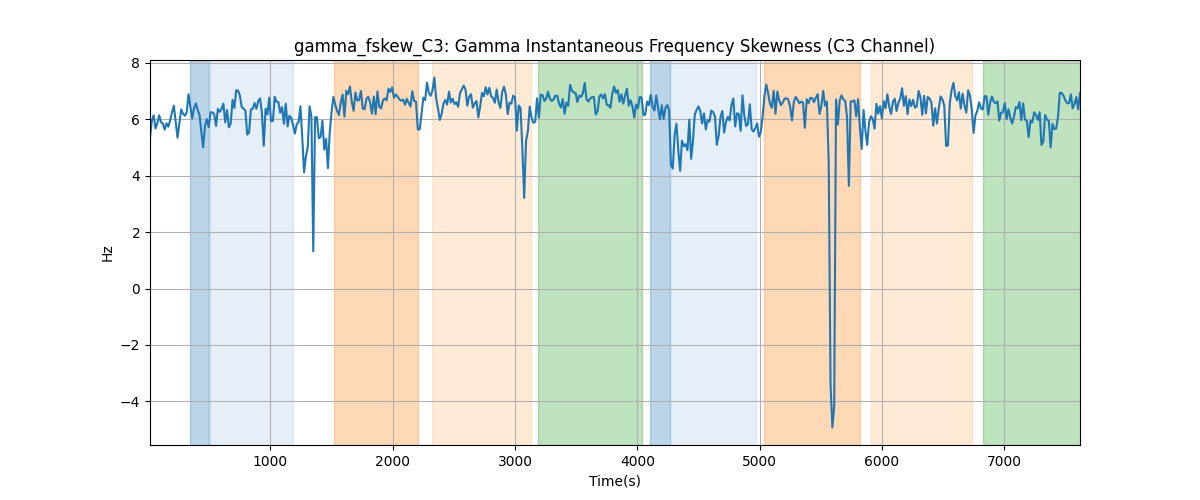 gamma_fskew_C3: Gamma Instantaneous Frequency Skewness (C3 Channel)
8
6
4
2
0
−2
−4
Hz
1000 2000 3000 4000 5000 6000 7000
Time(s)